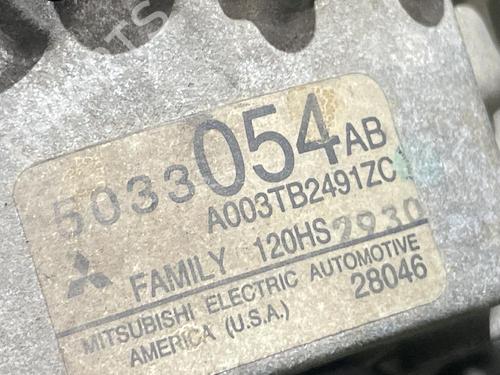 5033054AB
A003TB2491ZC
FAMILY 120HS 2930
MITSUBISHI ELECTRIC AUTOMOTIVE
AMERICA (U.S.A.) 28046